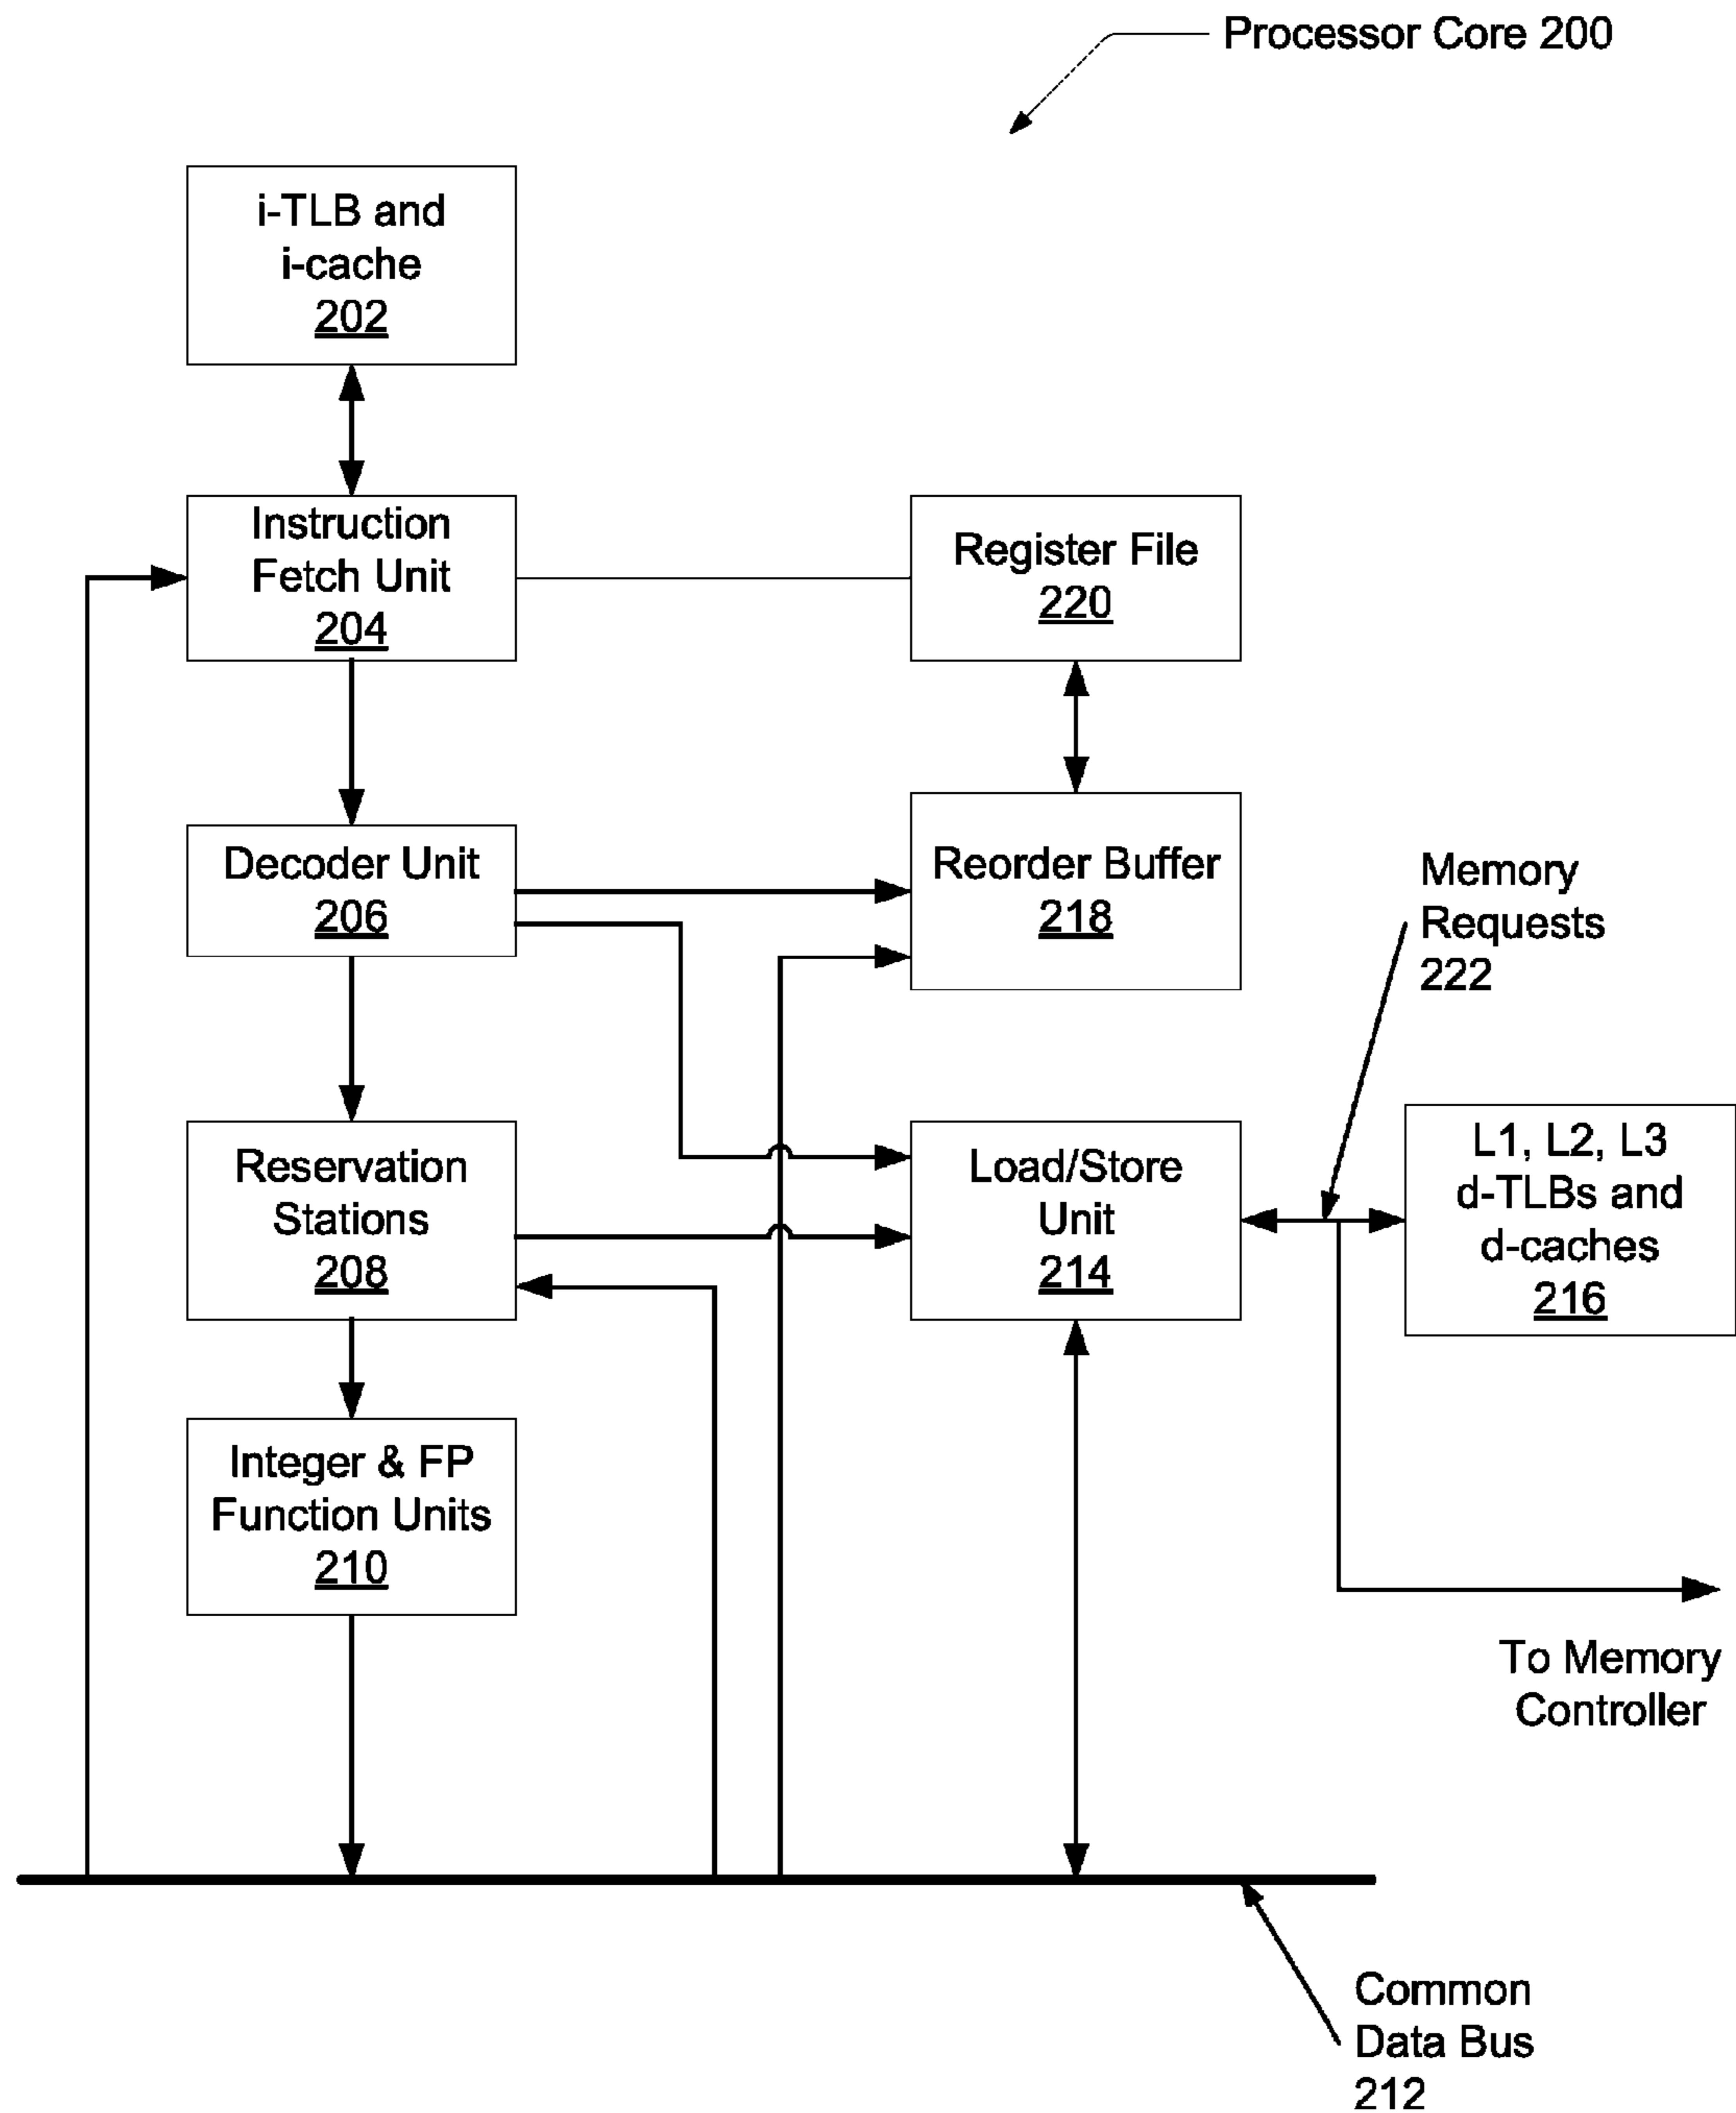 Processor Core 200
i-TLB and
i-cache
202
Instruction
Fetch Unit
204
Register File
220
Decoder Unit
206
Reorder Buffer
218
Memory
Requests
222
Reservation
Stations
208
Load/Store
Unit
214
L1, L2, L3
d-TLBs and
d-caches
216
Integer & FP
Function Units
210
To Memory
Controller
Common
Data Bus
212